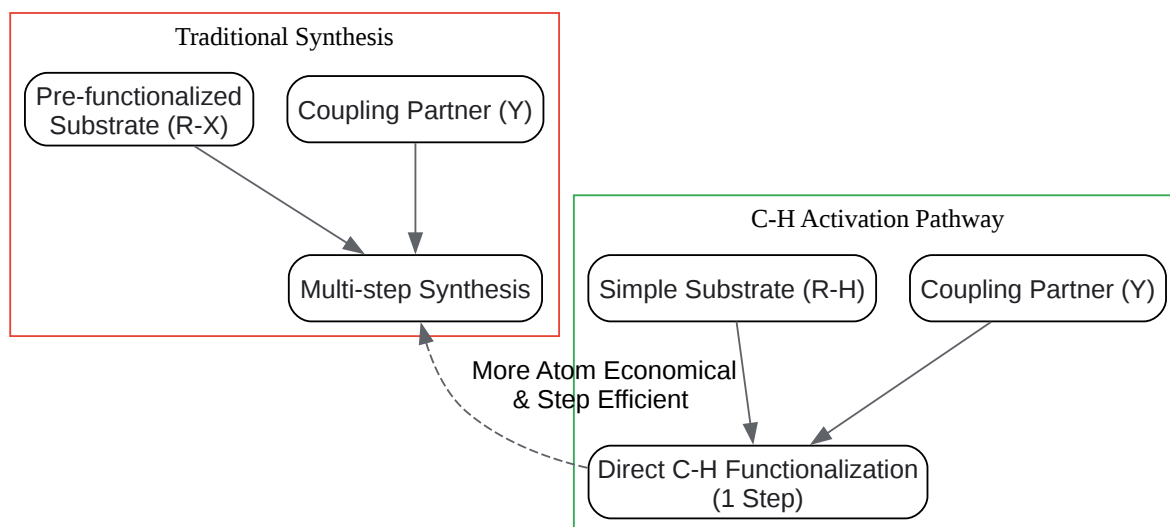 Traditional Synthesis
Pre-functionalized
Substrate (R-X)
Coupling Partner (Y)
Multi-step Synthesis
C-H Activation Pathway
Simple Substrate (R-H)
Coupling Partner (Y)
More Atom Economical
& Step Efficient
Direct C-H Functionalization
(1 Step)